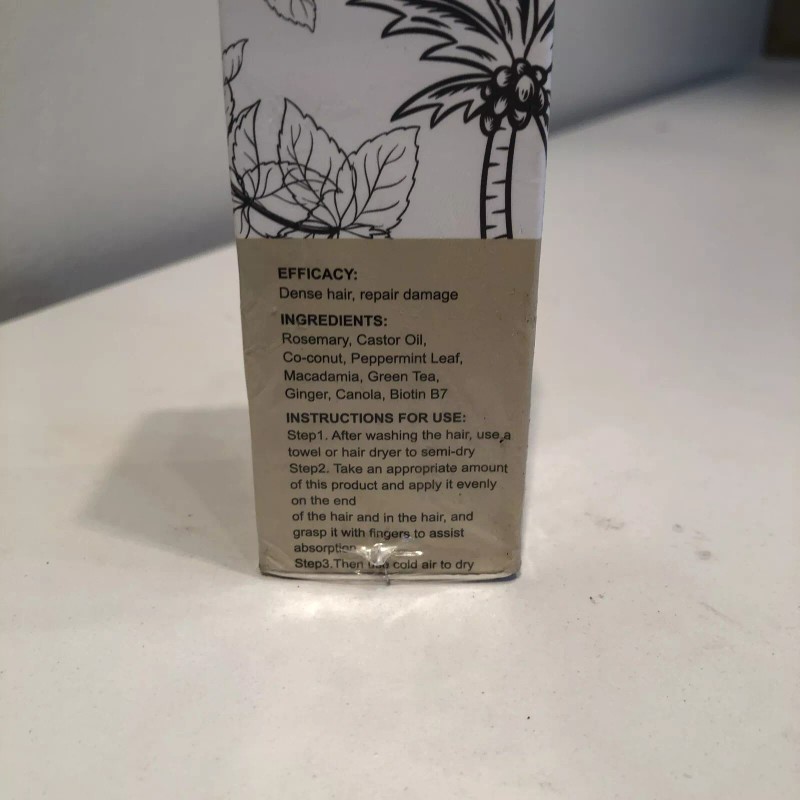 EFFICACY:
Dense hair, repair damage
INGREDIENTS:
Rosemary, Castor Oil,
Co-conut, Peppermint Leaf,
Macadamia, Green Tea,
Ginger, Canola, Biotin B7
INSTRUCTIONS FOR USE:
Step1. After washing the hair, use a
towel or hair dryer to semi-dry
Step2. Take an appropriate amount
of this product and apply it evenly
on the end
of the hair and in the hair, and
grasp it with fingers to assist
absorption
Step3.Then use cold air to dry